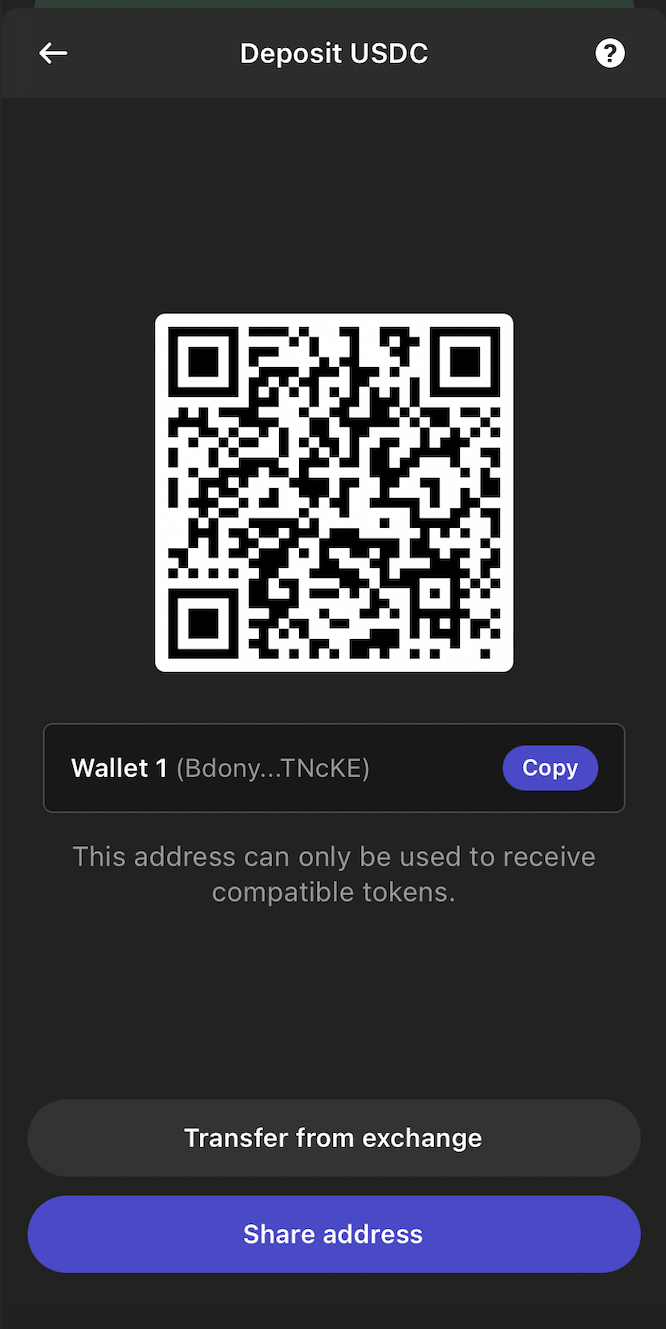 Deposit USDC
Wallet 1 (Bdony...TNcKE)
Copy
This address can only be used to receive
compatible tokens.
Transfer from exchange
Share address